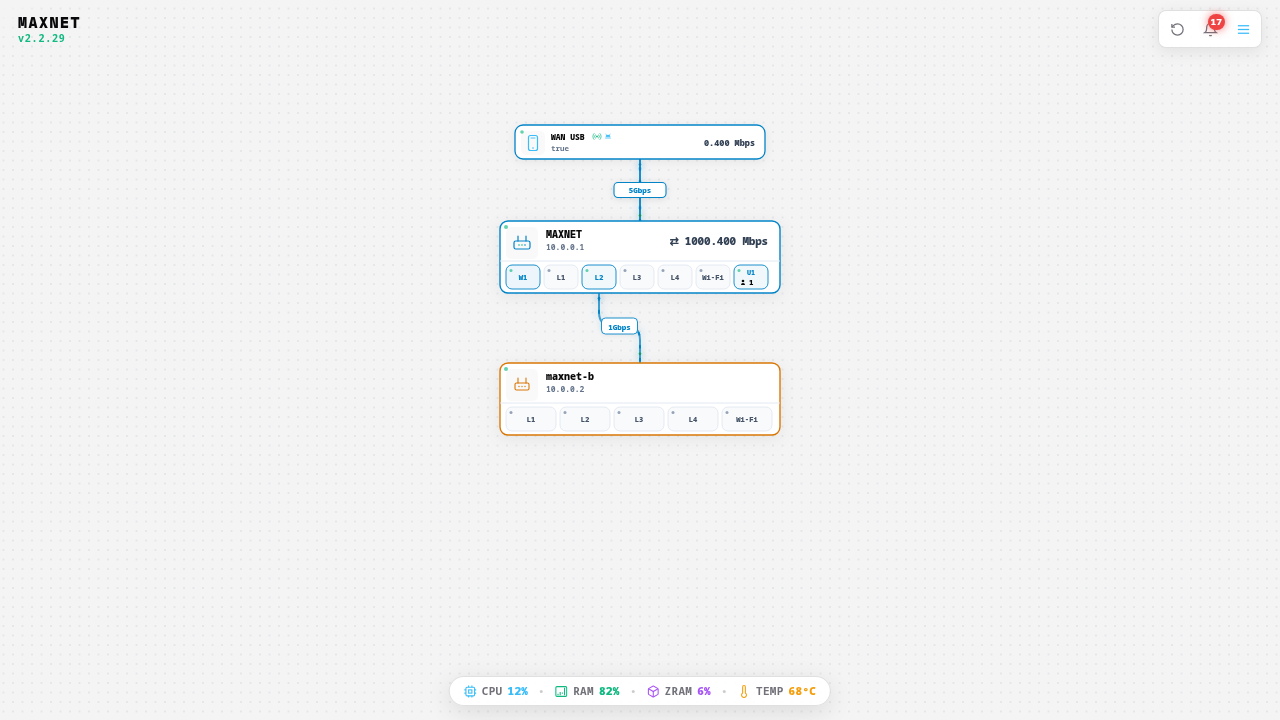 MAXNET
v2.2.29
17
WAN USB
true
0.400 Mbps
5Gbps
MAXNET
10.0.0.1
⇄ 1000.400 Mbps
W1 L1 L2 L3 L4 Wi-Fi U1
1
1Gbps
maxnet-b
10.0.0.2
L1 L2 L3 L4 Wi-Fi
CPU 12% • RAM 82% • ZRAM 6% • TEMP 68°C